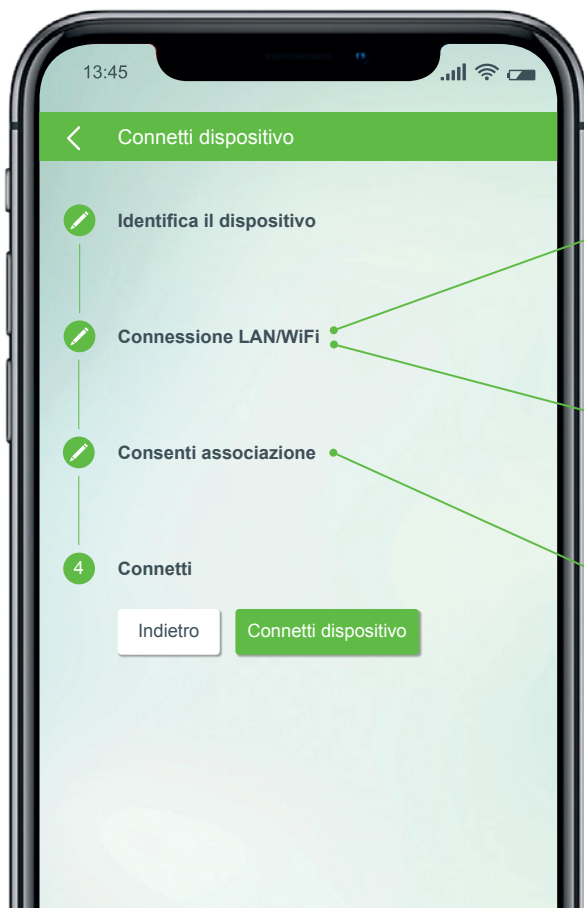 13:45
Connetti dispositivo
Identifica il dispositivo
Connessione LAN/WiFi
Consenti associazione
4
Connetti
Indietro
Connetti dispositivo